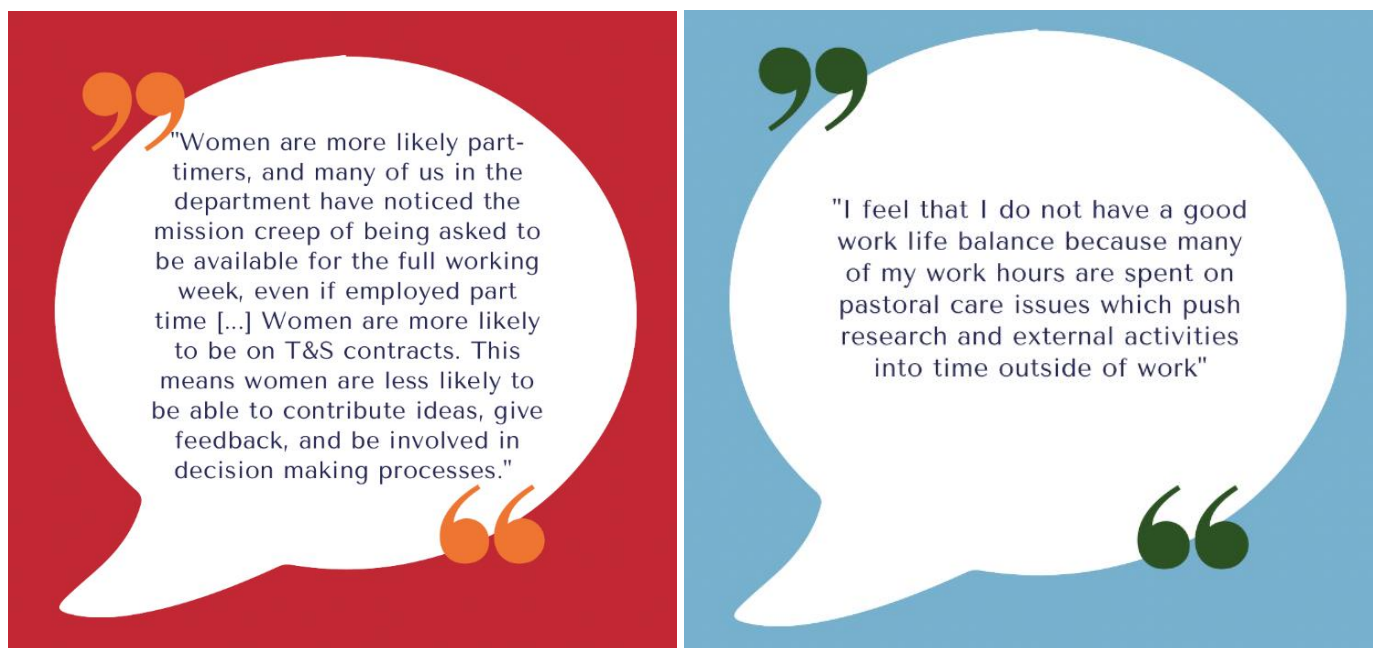 "Women are more likely part-
timers, and many of us in the
department have noticed the
mission creep of being asked to
be available for the full working
week, even if employed part
time [...] Women are more likely
to be on T&S contracts. This
means women are less likely to
be able to contribute ideas, give
feedback, and be involved in
decision making processes."
"I feel that I do not have a good
work life balance because many
of my work hours are spent on
pastoral care issues which push
research and external activities
into time outside of work"